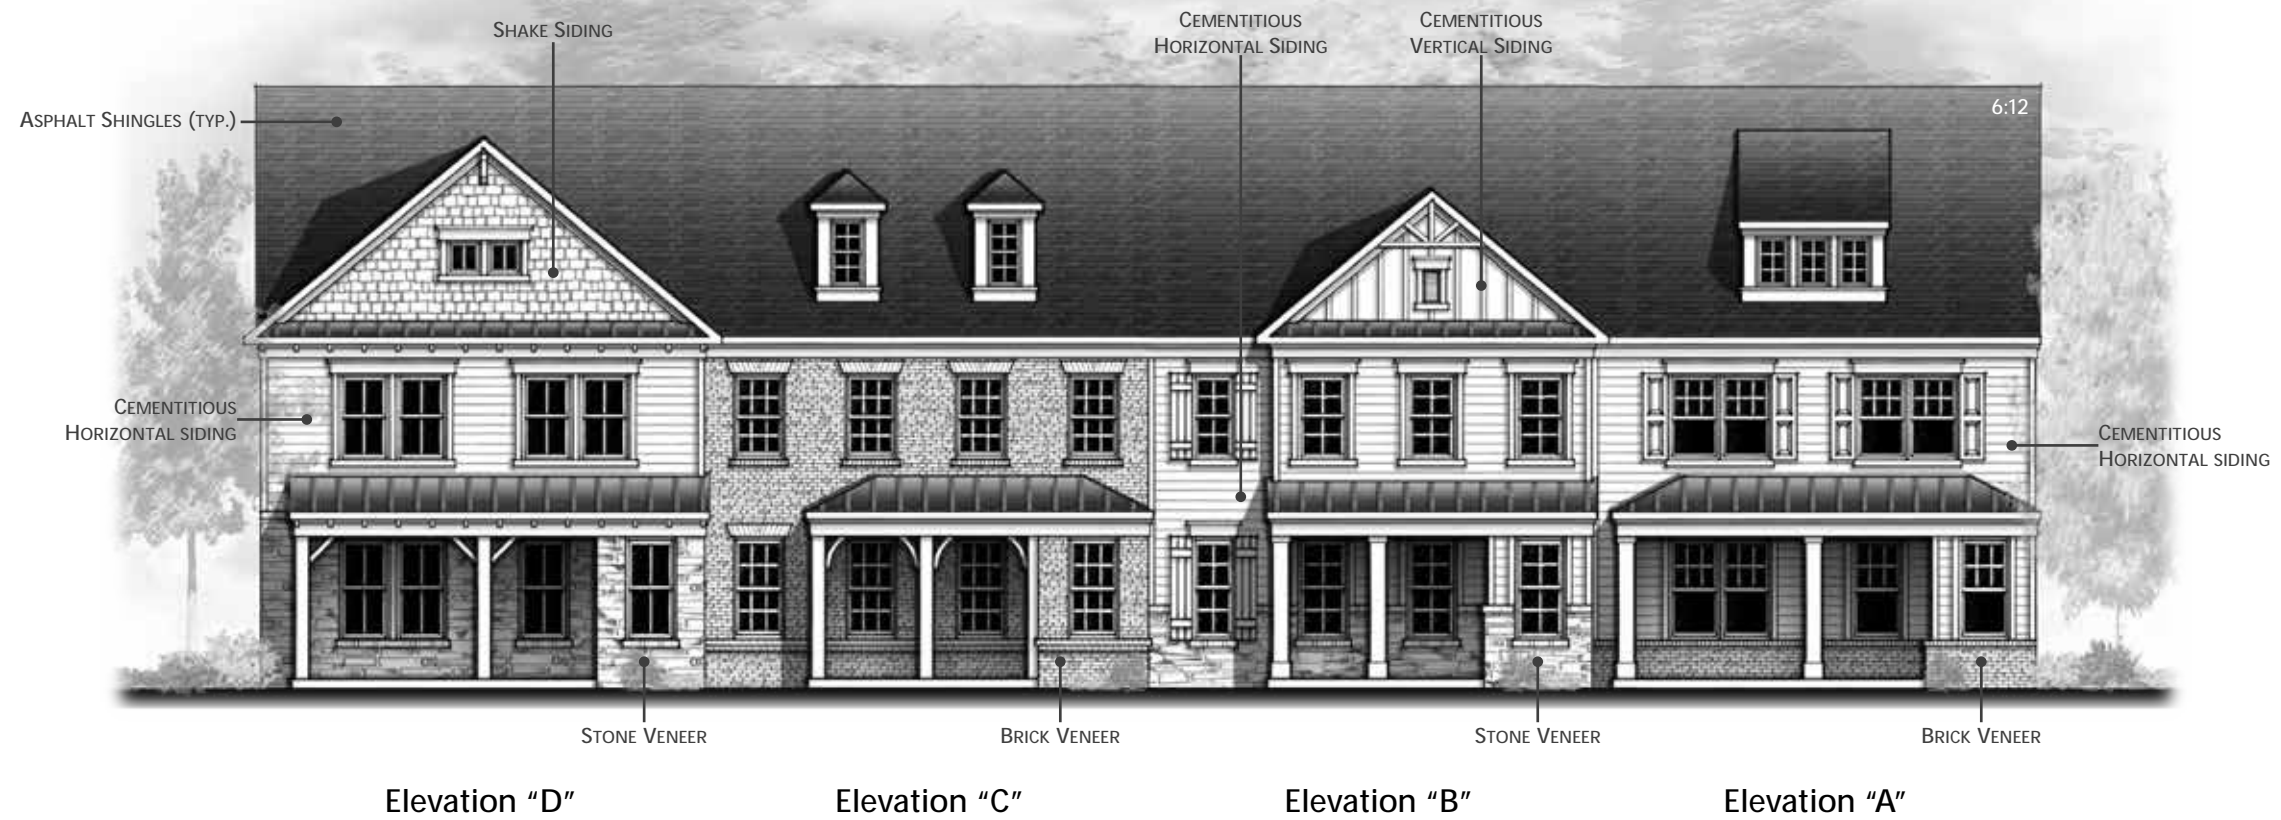 SHAKE SIDING
CEMENTITIOUS
HORIZONTAL SIDING
CEMENTITIOUS
VERTICAL SIDING
ASPHALT SHINGLES (TYP.)
6:12
CEMENTITIOUS
HORIZONTAL SIDING
CEMENTITIOUS
HORIZONTAL SIDING
STONE VENEER
BRICK VENEER
STONE VENEER
BRICK VENEER
Elevation “D”
Elevation “C”
Elevation “B”
Elevation “A”